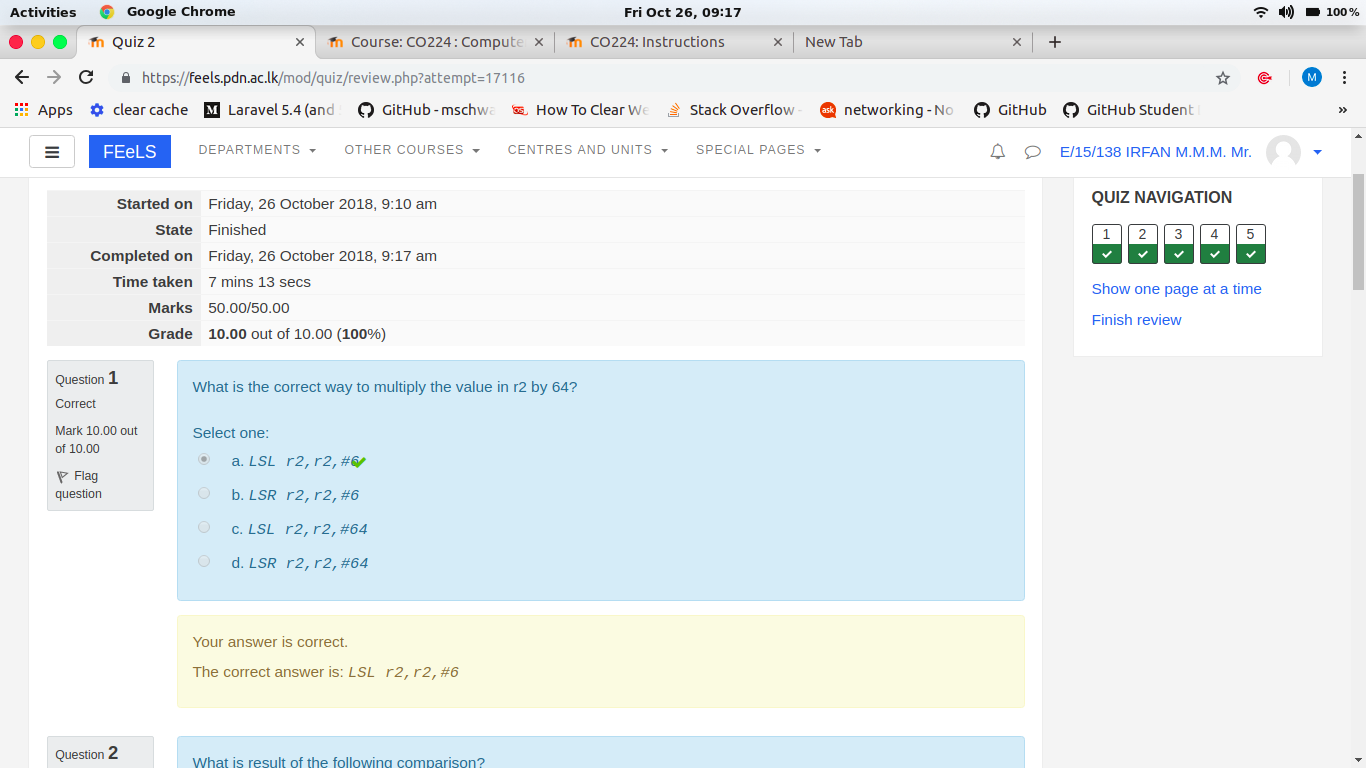 Activities Google Chrome Fri Oct 26, 09:17 100 %
Quiz 2 Course: CO224 : Compute CO224: Instructions New Tab
https://feels.pdn.ac.lk/mod/quiz/review.php?attempt=17116 M
Apps clear cache M Laravel 5.4 (and GitHub - mschwa How To Clear We Stack Overflow - ask networking - No GitHub GitHub Student »
FEeLS DEPARTMENTS OTHER COURSES CENTRES AND UNITS SPECIAL PAGES E/15/138 IRFAN M.M.M. Mr.
Started on Friday, 26 October 2018, 9:10 am
State Finished
Completed on Friday, 26 October 2018, 9:17 am
Time taken 7 mins 13 secs
Marks 50.00/50.00
Grade 10.00 out of 10.00 (100%)
QUIZ NAVIGATION
1 2 3 4 5
Show one page at a time
Finish review
Question 1
Correct
Mark 10.00 out
of 10.00
Flag
question
What is the correct way to multiply the value in r2 by 64?
Select one:
a. LSL r2,r2,#6
b. LSR r2,r2,#6
c. LSL r2,r2,#64
d. LSR r2,r2,#64
Your answer is correct.
The correct answer is: LSL r2,r2,#6
Question 2
What is result of the following comparison?